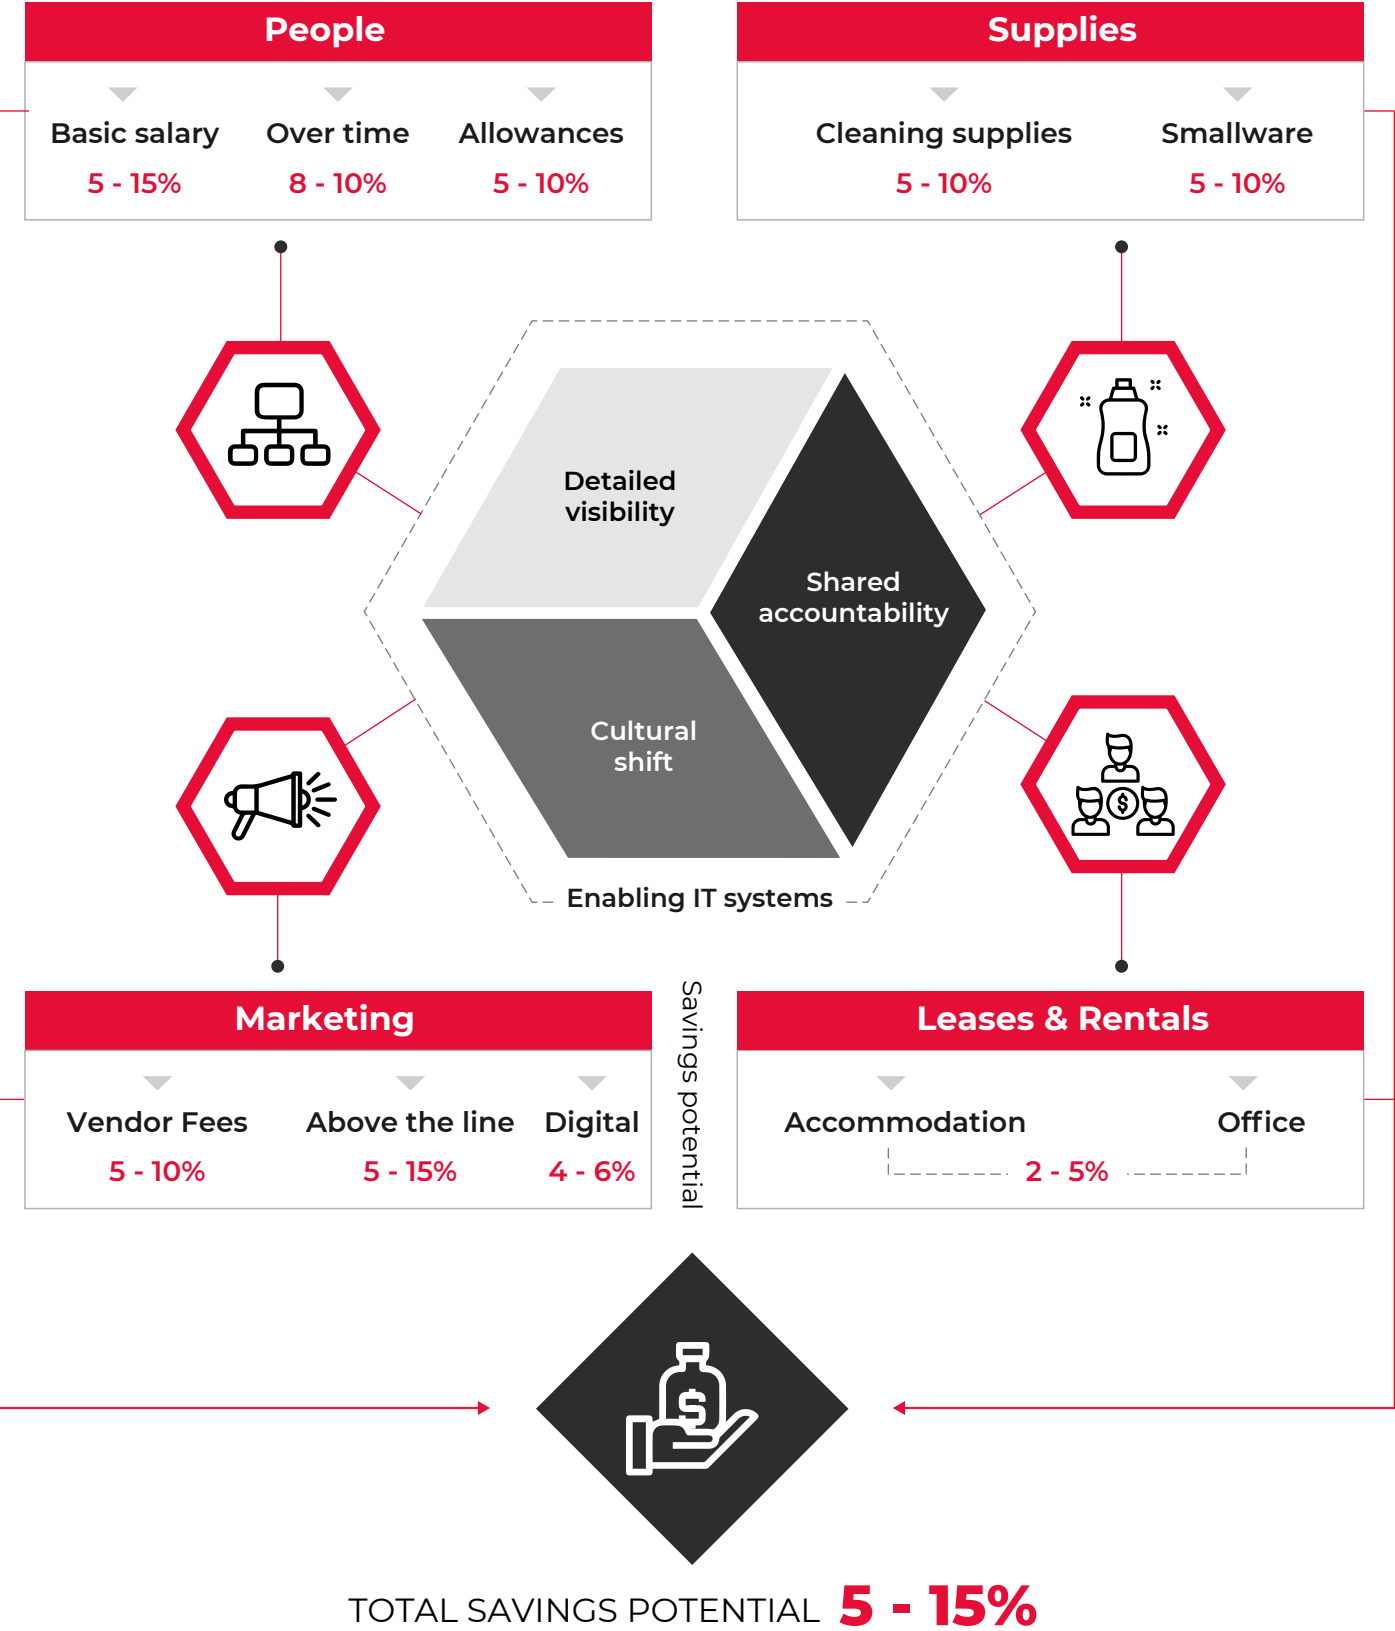 People
Basic salary
Over time
Allowances
5 - 15%
8 - 10%
5 - 10%
Supplies
Cleaning supplies
Smallware
5 - 10%
5 - 10%
Detailed
visibility
Shared
accountability
Cultural
shift
Enabling IT systems
Marketing
Vendor Fees
Above the line
Digital
5 - 10%
5 - 15%
4 - 6%
Savings potential
Leases & Rentals
Accommodation
Office
2 - 5%
$
$
TOTAL SAVINGS POTENTIAL 5 - 15%